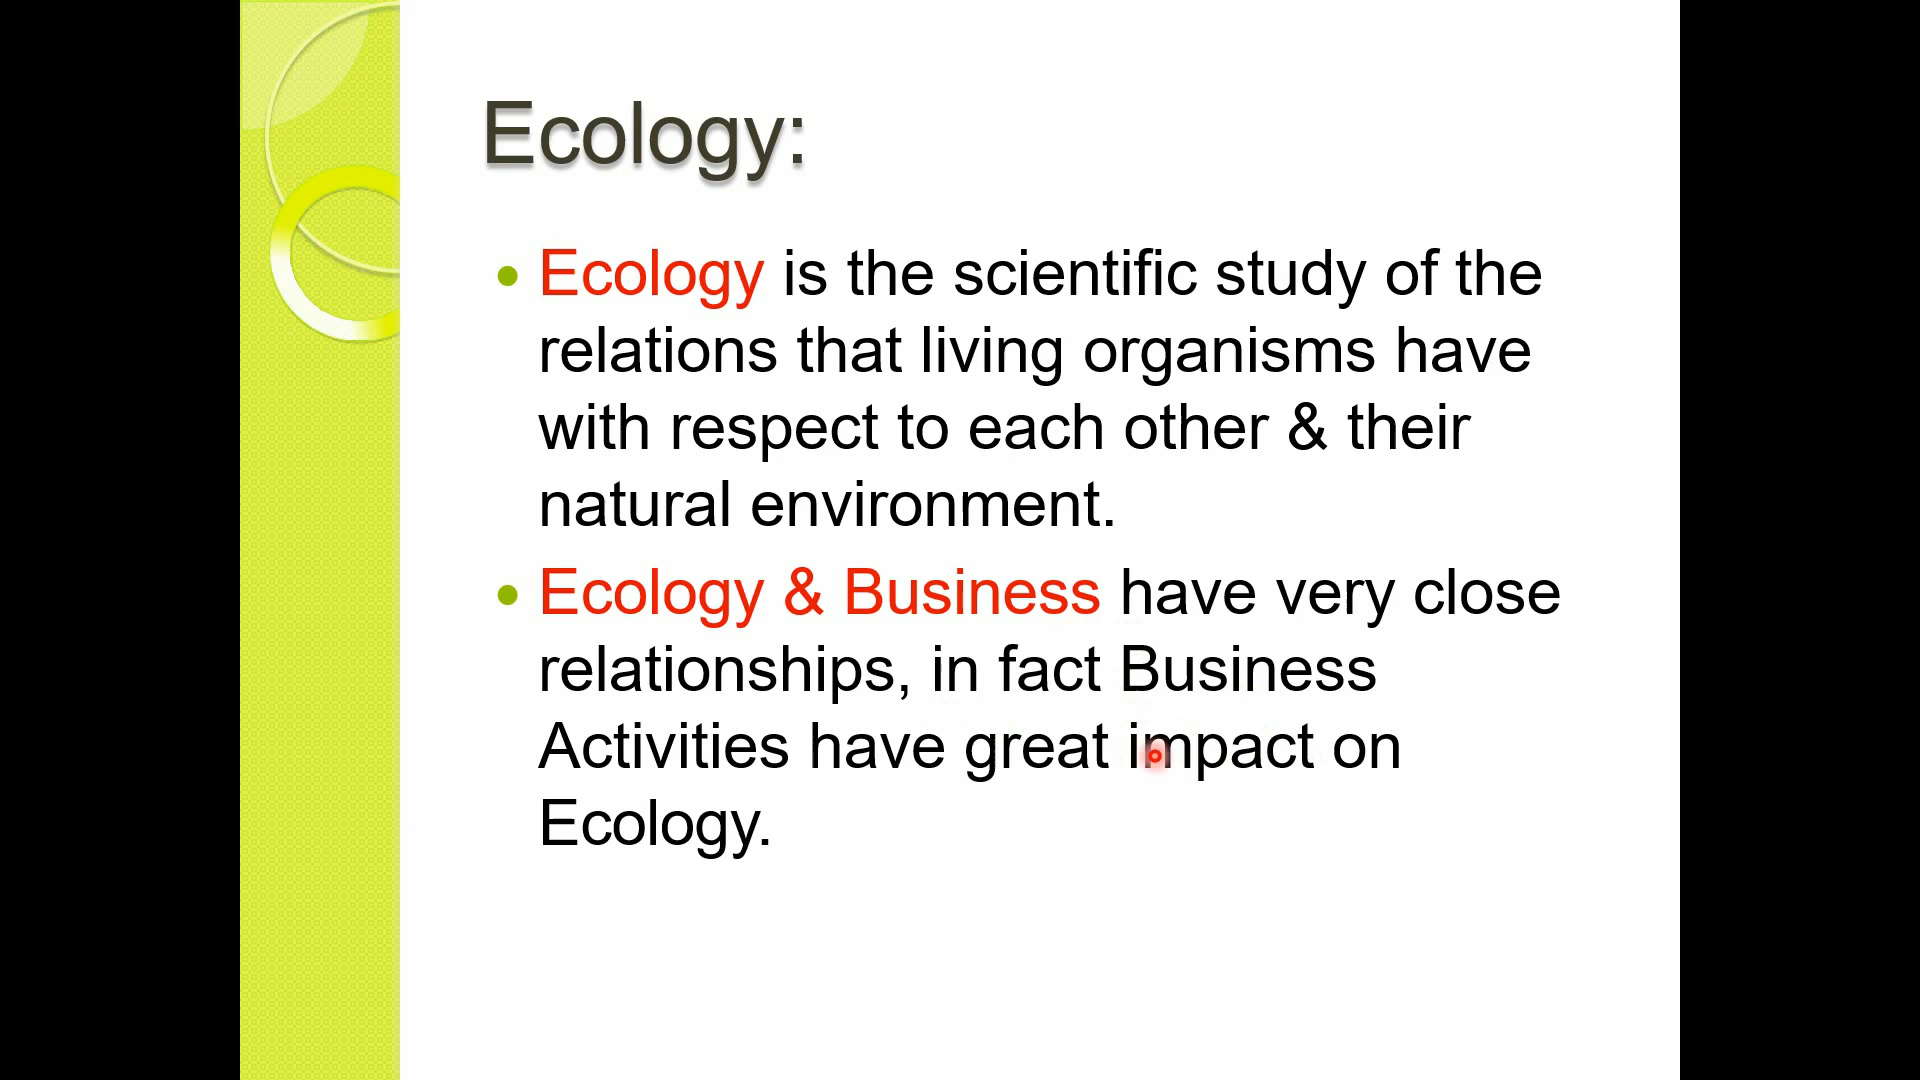 Ecology:
• Ecology is the scientific study of the
relations that living organisms have
with respect to each other & their
natural environment.
• Ecology & Business have very close
relationships, in fact Business
Activities have great impact on
Ecology.